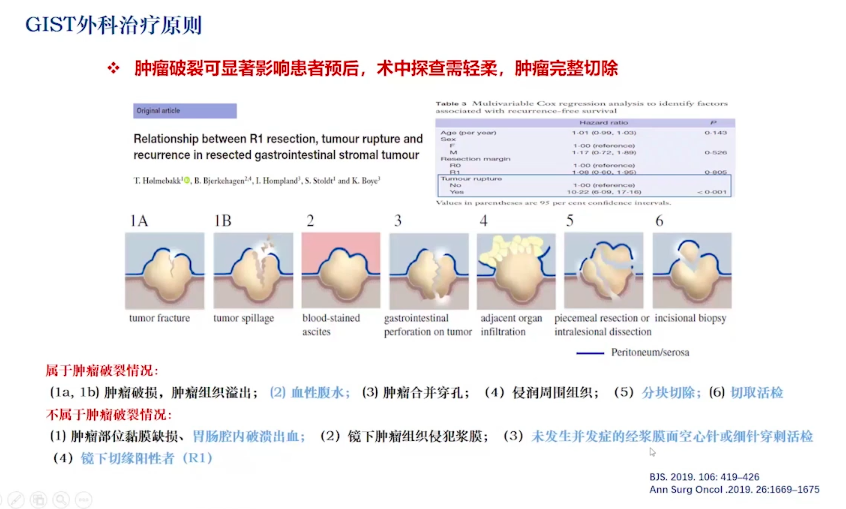 GIST外科治疗原则
❖ 肿瘤破裂可显著影响患者预后，术中探查需轻柔，肿瘤完整切除
Original article
Relationship between R1 resection, tumour rupture and
recurrence in resected gastrointestinal stromal tumour
T. Hølmebakk¹, B. Bjerkehagen²,⁴, I. Hompland³, S. Stoldt¹ and K. Boye³
Table 3 Multivariable Cox regression analysis to identify factors
associated with recurrence-free survival
Hazard ratio P
Age (per year) 1·01 (0·99, 1·03) 0·143
Sex
F 1·00 (reference)
M 1·17 (0·72, 1·89) 0·526
Resection margin
R0 1·00 (reference)
R1 1·08 (0·60, 1·95) 0·805
Tumour rupture
No 1·00 (reference)
Yes 10·22 (6·09, 17·16) <0·001
Values in parentheses are 95 per cent confidence intervals.
1A 1B 2 3 4 5 6
tumor fracture
tumor spillage
blood-stained
ascites
gastrointestinal
perforation on tumor
adjacent organ
infiltration
piecemeal resection or
intralesional dissection
incisional biopsy
Peritoneum/serosa
属于肿瘤破裂情况：
(1a, 1b) 肿瘤破损，肿瘤组织溢出；(2) 血性腹水；(3) 肿瘤合并穿孔；（4）侵润周围组织；（5）分块切除；(6) 切取活检
不属于肿瘤破裂情况：
(1) 肿瘤部位黏膜缺损、胃肠腔内破溃出血；（2）镜下肿瘤组织侵犯浆膜；（3）未发生并发症的经浆膜面空心针或细针穿刺活检
（4）镜下切缘阳性者（R1）
BJS. 2019. 106: 419–426
Ann Surg Oncol .2019. 26:1669–1675